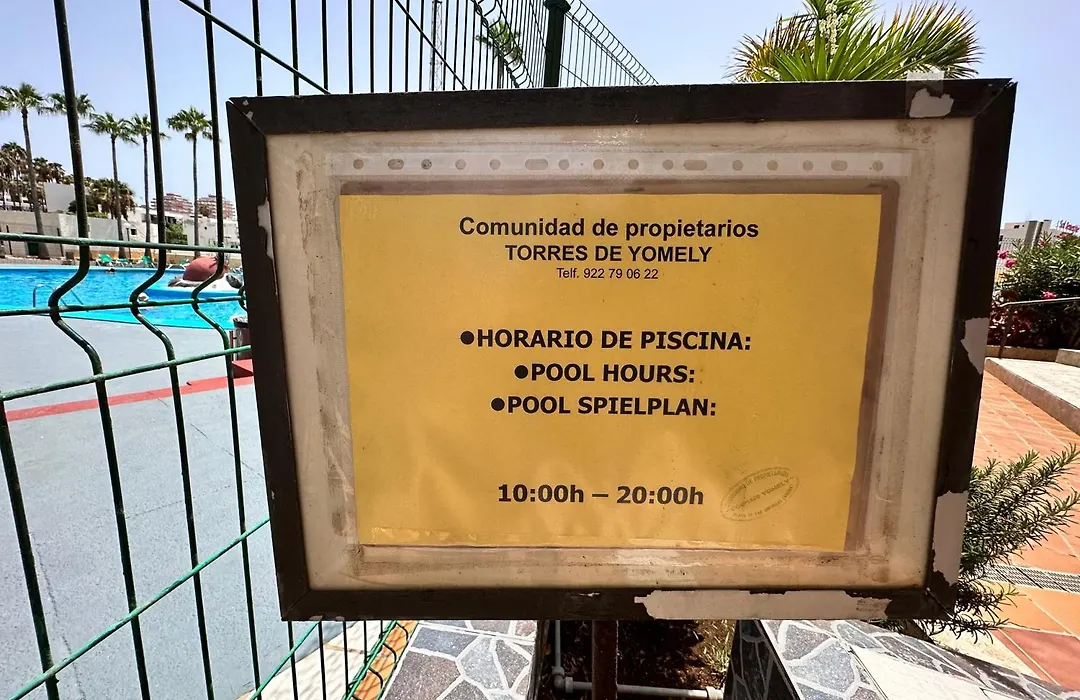 Comunidad de propietarios
TORRES DE YOMELY
Telf. 922 79 06 22
●HORARIO DE PISCINA:
●POOL HOURS:
●POOL SPIELPLAN:
10:00h – 20:00h